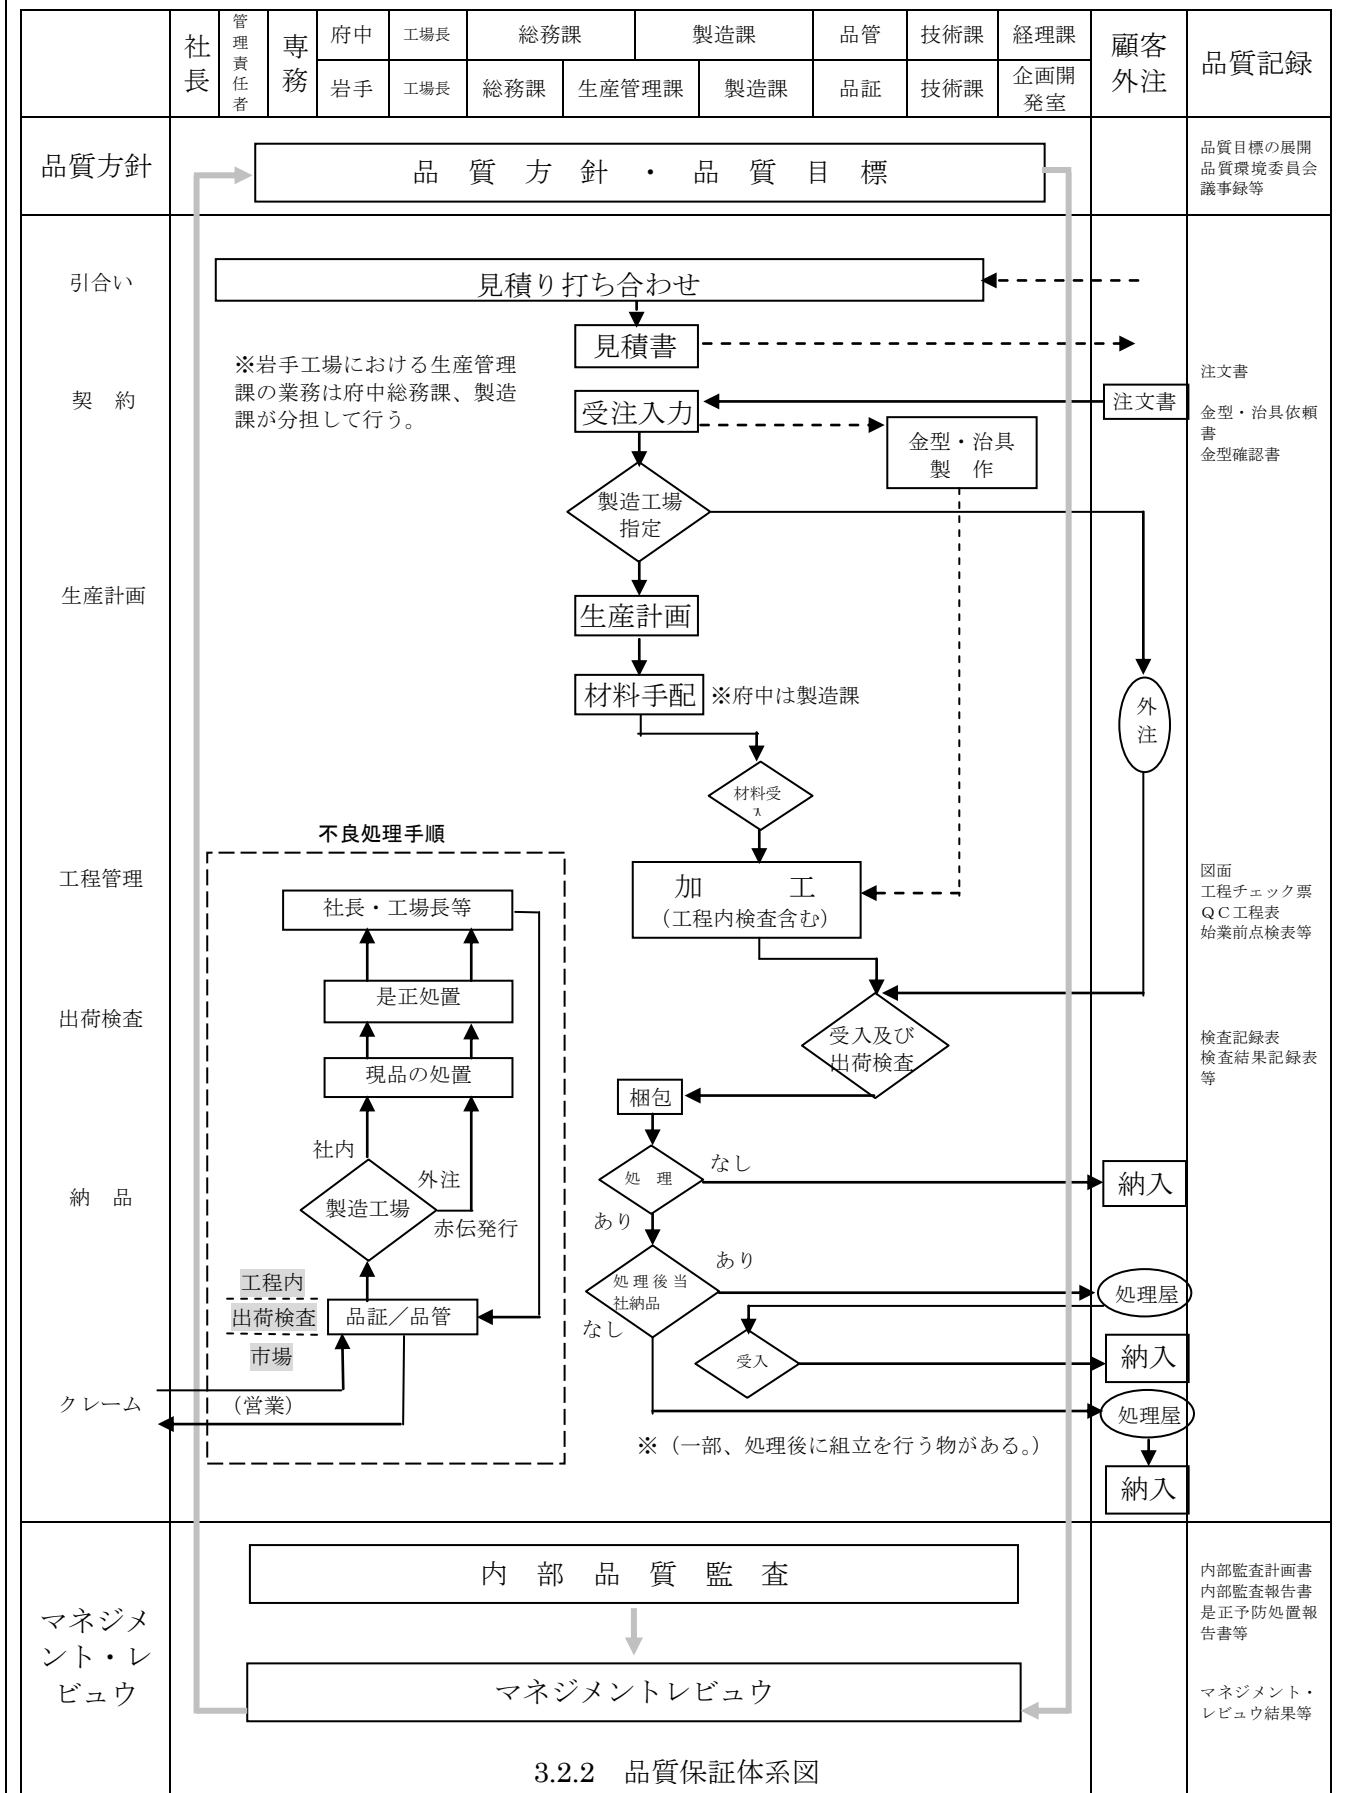 社長
管理責任者
専務
府中
工場長
総務課
製造課
品管
技術課
経理課
岩手
工場長
総務課
生産管理課
製造課
品証
技術課
企画開
発室
顧客
外注
品質記録
品質方針
品質方針・品質目標
品質目標の展開
品質環境委員会
議事録等
引合い
見積り打ち合わせ
見積書
※岩手工場における生産管理
課の業務は府中総務課、製造
課が分担して行う。
契 約
受注入力
注文書
注文書
金型・治具依頼
書
金型確認書
金型・治具
製 作
製造工場
指定
生産計画
生産計画
材料手配
※府中は製造課
外
注
材料受
入
不良処理手順
工程管理
社長・工場長等
加 工
(工程内検査含む)
図面
工程チェック票
QC工程表
始業前点検表等
是正処置
出荷検査
受入及び
出荷検査
検査記録表
検査結果記録表
等
現品の処置
梱包
社内
外注
製造工場
赤伝発行
納 品
処 理
なし
納入
あり
処理後当
社納品
あり
処理屋
なし
工程内
出荷検査
品証/品管
市場
受入
納入
クレーム
(営業)
処理屋
※(一部、処理後に組立を行う物がある。)
納入
マネジメ
ント・レ
ビュウ
内部品質監査
内部監査計画書
内部監査報告書
是正予防処置報
告書等
マネジメントレビュウ
マネジメント・
レビュウ結果等
3.2.2 品質保証体系図